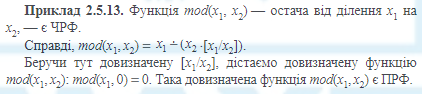 Приклад 2.5.13. Функція mod(x₁, x₂) — остача від ділення x₁ на
x₂, — є ЧРФ.
Справді, mod(x₁, x₂) = x₁ ∸ (x₂ ·[x₁/x₂]).
Беручи тут довизначену [x₁/x₂], дістаємо довизначену функцію
mod(x₁, x₂): mod(x₁, 0) = 0. Така довизначена функція mod(x₁, x₂) є ПРФ.